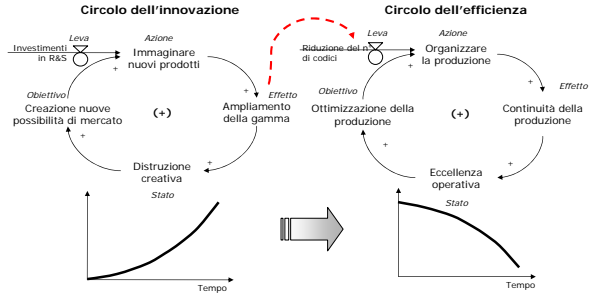 Circolo dell'innovazione
Leva
Azione
Investimenti
in R&S
Immaginare
nuovi prodotti
+
+
Obiettivo
Effetto
Creazione nuove
possibilità di mercato
(+)
Ampliamento
della gamma
+
+
Distruzione
creativa
Stato
Tempo
Circolo dell'efficienza
Leva
Azione
Riduzione del n
di codici
Organizzare
la produzione
+
+
Obiettivo
Effetto
Ottimizzazione della
produzione
(+)
Continuità della
produzione
+
+
Eccellenza
operativa
Stato
Tempo